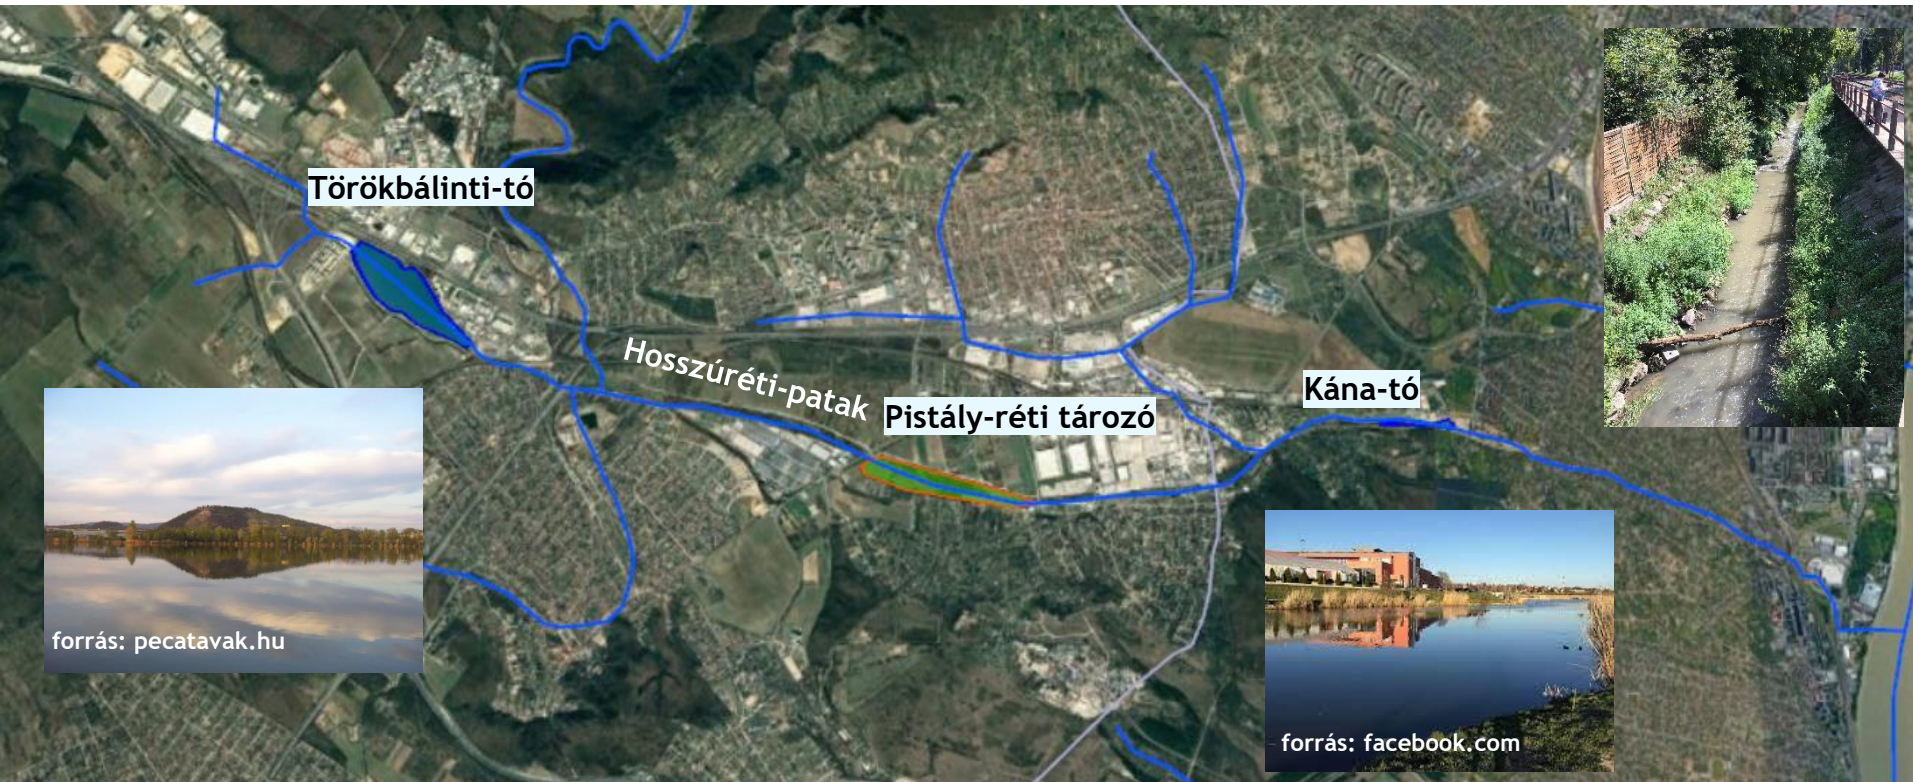 Törökbálinti-tó
Hosszúréti-patak
Pistály-réti tározó
Kána-tó
forrás: pecatavak.hu
forrás: facebook.com